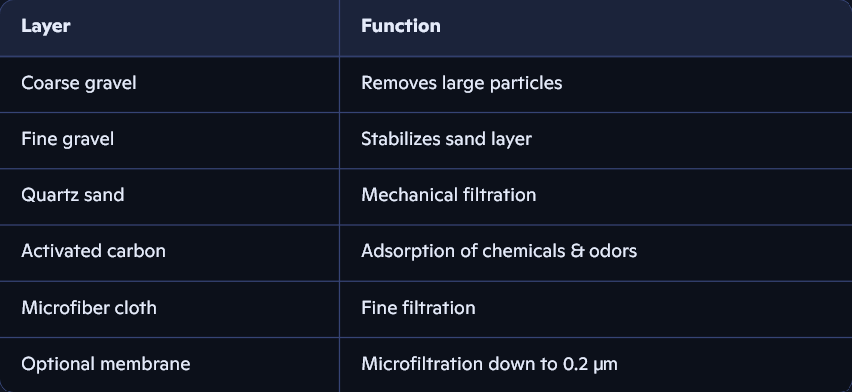 Layer Function
Coarse gravel Removes large particles
Fine gravel Stabilizes sand layer
Quartz sand Mechanical filtration
Activated carbon Adsorption of chemicals & odors
Microfiber cloth Fine filtration
Optional membrane Microfiltration down to 0.2 µm